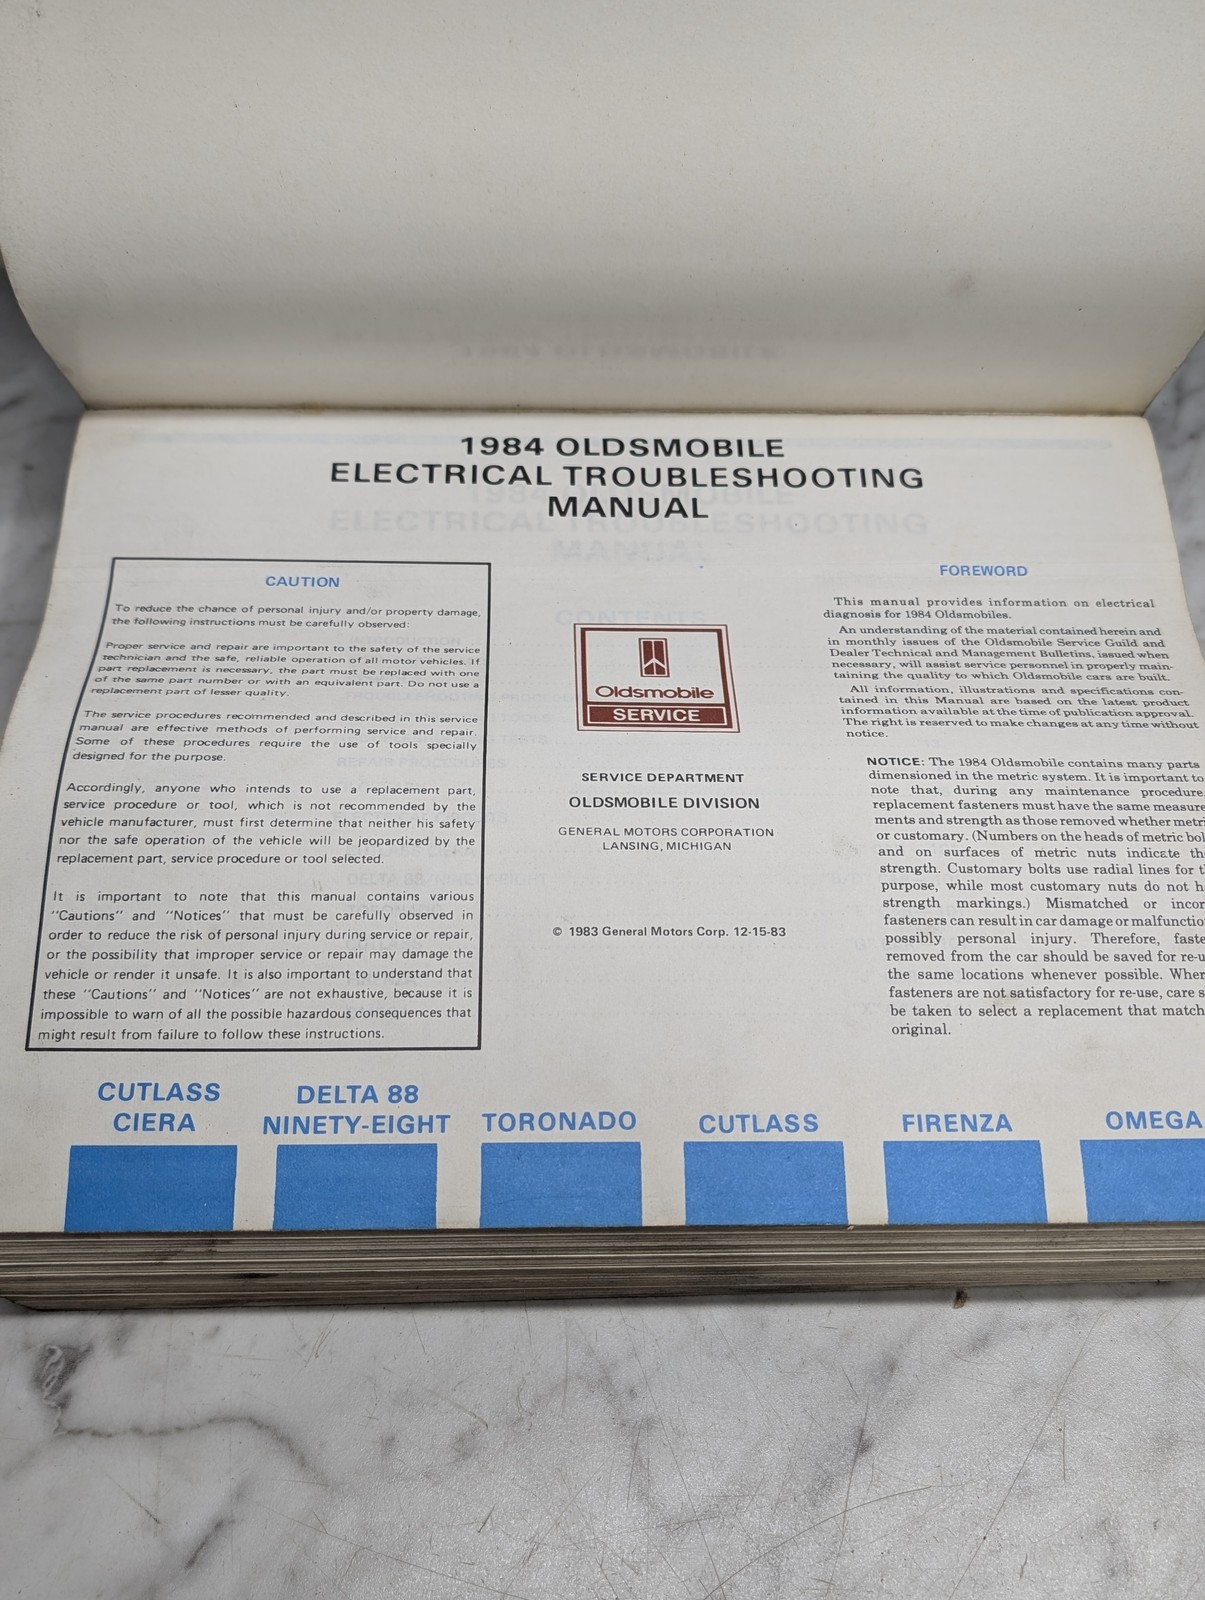 1984 OLDSMOBILE
ELECTRICAL TROUBLESHOOTING
MANUAL
CAUTION
To reduce the chance of personal injury and/or property damage,
the following instructions must be carefully observed:
Proper service and repair are important to the safety of the service
technician and the safe, reliable operation of all motor vehicles. If
part replacement is necessary, the part must be replaced with one
of the same part number or with an equivalent part. Do not use a
replacement part of lesser quality.
The service procedures recommended and described in this service
manual are effective methods of performing service and repair.
Some of these procedures require the use of tools specially
designed for the purpose.
Accordingly, anyone who intends to use a replacement part,
service procedure or tool, which is not recommended by the
vehicle manufacturer, must first determine that neither his safety
nor the safe operation of the vehicle will be jeopardized by the
replacement part, service procedure or tool selected.
It is important to note that this manual contains various
"Cautions" and "Notices" that must be carefully observed in
order to reduce the risk of personal injury during service or repair,
or the possibility that improper service or repair may damage the
vehicle or render it unsafe. It is also important to understand that
these "Cautions" and "Notices" are not exhaustive, because it is
impossible to warn of all the possible hazardous consequences that
might result from failure to follow these instructions.
Oldsmobile
SERVICE
SERVICE DEPARTMENT
OLDSMOBILE DIVISION
GENERAL MOTORS CORPORATION
LANSING, MICHIGAN
© 1983 General Motors Corp. 12-15-83
FOREWORD
This manual provides information on electrical
diagnosis for 1984 Oldsmobiles.
An understanding of the material contained herein and
in monthly issues of the Oldsmobile Service Guild and
Dealer Technical and Management Bulletins, issued when
necessary, will assist service personnel in properly main-
taining the quality to which Oldsmobile cars are built.
All information, illustrations and specifications con-
tained in this Manual are based on the latest product
information available at the time of publication approval.
The right is reserved to make changes at any time without
notice.
NOTICE: The 1984 Oldsmobile contains many parts
dimensioned in the metric system. It is important to
note that, during any maintenance procedure,
replacement fasteners must have the same measure
ments and strength as those removed whether metri
or customary. (Numbers on the heads of metric bol
and on surfaces of metric nuts indicate th
strength. Customary bolts use radial lines for t
purpose, while most customary nuts do not h
strength markings.) Mismatched or incor
fasteners can result in car damage or malfunctio
possibly personal injury. Therefore, faste
removed from the car should be saved for re-u
the same locations whenever possible. Wher
fasteners are not satisfactory for re-use, care s
be taken to select a replacement that match
original.
CUTLASS
CIERA
DELTA 88
NINETY-EIGHT
TORONADO
CUTLASS
FIRENZA
OMEGA